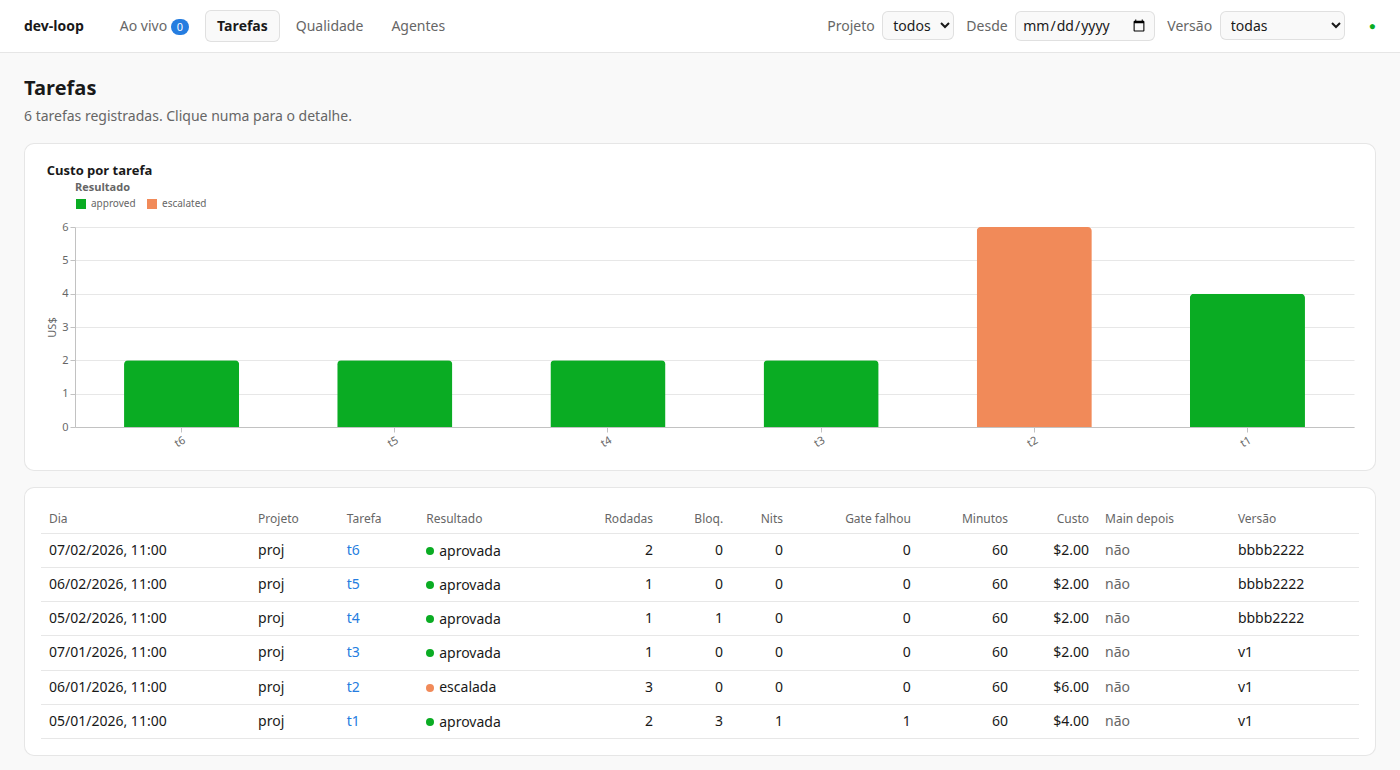 dev-loop Ao vivo 0 Tarefas Qualidade Agentes Projeto todos Desde mm/dd/yyyy Versão todas
Tarefas
6 tarefas registradas. Clique numa para o detalhe.
Custo por tarefa
Resultado
approved escalated
6
5
4
3
2
1
0
US$
t6 t5 t4 t3 t2 t1
Dia Projeto Tarefa Resultado Rodadas Bloq. Nits Gate falhou Minutos Custo Main depois Versão
07/02/2026, 11:00 proj t6 aprovada 2 0 0 0 60 $2.00 não bbbb2222
06/02/2026, 11:00 proj t5 aprovada 1 0 0 0 60 $2.00 não bbbb2222
05/02/2026, 11:00 proj t4 aprovada 1 1 0 0 60 $2.00 não bbbb2222
07/01/2026, 11:00 proj t3 aprovada 1 0 0 0 60 $2.00 não v1
06/01/2026, 11:00 proj t2 escalada 3 0 0 0 60 $6.00 não v1
05/01/2026, 11:00 proj t1 aprovada 2 3 1 1 60 $4.00 não v1